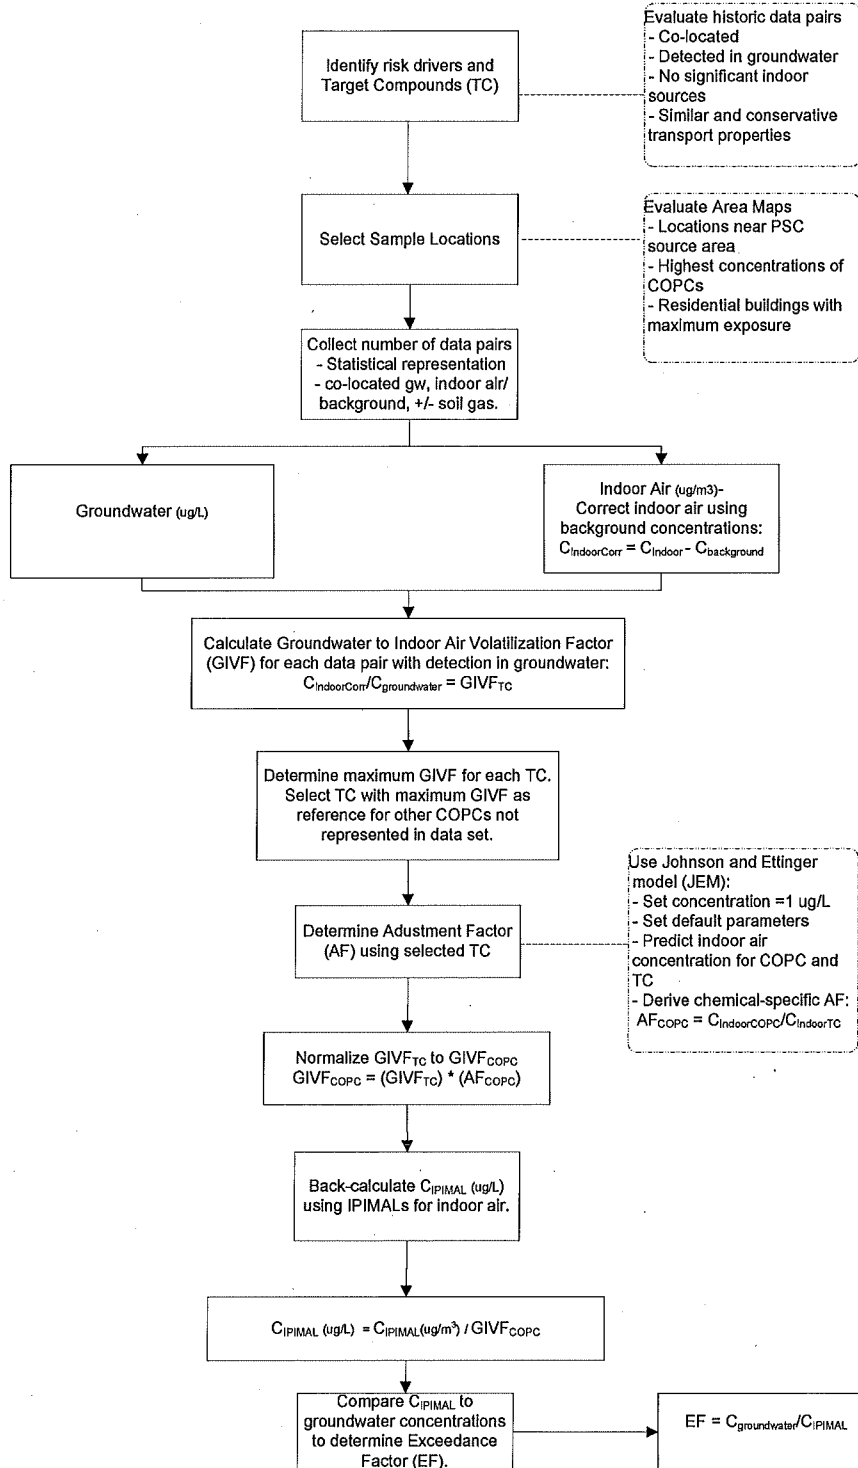 Identify risk drivers and
Target Compounds (TC)
Evaluate historic data pairs
- Co-located
- Detected in groundwater
- No significant indoor
sources
- Similar and conservative
transport properties
Select Sample Locations
Evaluate Area Maps
- Locations near PSC
source area
- Highest concentrations of
COPCs
- Residential buildings with
maximum exposure
Collect number of data pairs
- Statistical representation
- co-located gw, indoor air/
background, +/- soil gas.
Groundwater (ug/L)
Indoor Air (ug/m3)-
Correct indoor air using
background concentrations:
CIndoorCorr = CIndoor - Cbackground
Calculate Groundwater to Indoor Air Volatilization Factor
(GIVF) for each data pair with detection in groundwater:
CIndoorCorr/Cgroundwater = GIVFTC
Determine maximum GIVF for each TC.
Select TC with maximum GIVF as
reference for other COPCs not
represented in data set.
Determine Adustment Factor
(AF) using selected TC
Use Johnson and Ettinger
model (JEM):
- Set concentration =1 ug/L
- Set default parameters
- Predict indoor air
concentration for COPC and
TC
- Derive chemical-specific AF:
AFCOPC = CIndoorCOPC/CIndoorTC
Normalize GIVFTC to GIVFCOPC
GIVFCOPC = (GIVFTC) * (AFCOPC)
Back-calculate CIPIMAL (ug/L)
using IPIMALs for indoor air.
CIPIMAL (ug/L) = CIPIMAL(ug/m³) / GIVFCOPC
Compare CIPIMAL to
groundwater concentrations
to determine Exceedance
Factor (EF).
EF = Cgroundwater/CIPIMAL